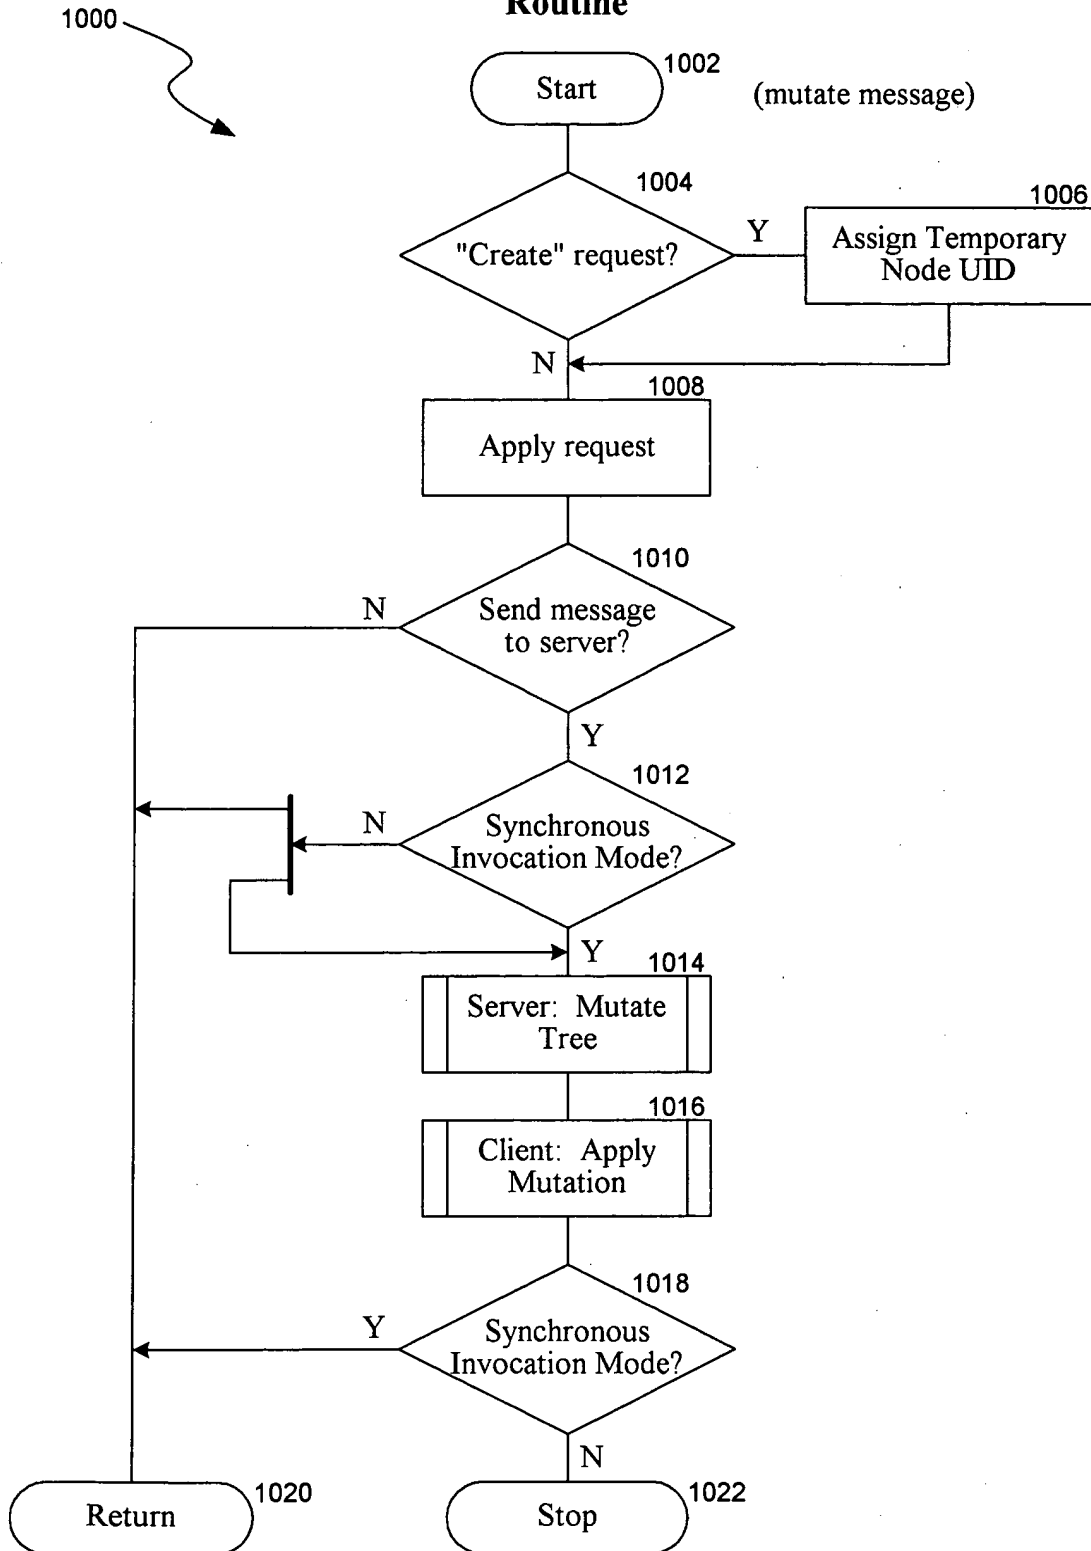 Routine
1000
Start
1002
(mutate message)
1004
"Create" request?
Y
1006
Assign Temporary
Node UID
N
1008
Apply request
1010
Send message
to server?
N
Y
1012
Synchronous
Invocation Mode?
N
Y
1014
Server: Mutate
Tree
1016
Client: Apply
Mutation
1018
Synchronous
Invocation Mode?
Y
N
Return
1020
Stop
1022